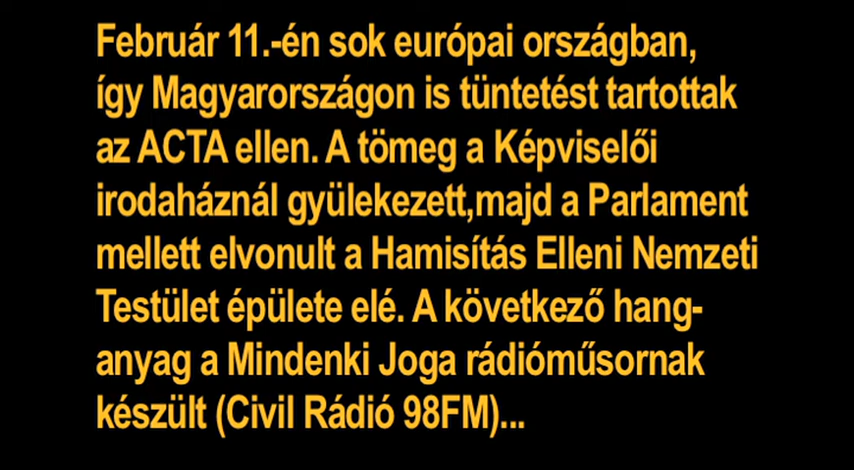 Február 11.-én sok európai országban,
így Magyarországon is tüntetést tartottak
az ACTA ellen. A tömeg a Képviselői
irodaháznál gyülekezett,majd a Parlament
mellett elvonult a Hamisítás Elleni Nemzeti
Testület épülete elé. A következő hang-
anyag a Mindenki Joga rádióműsornak
készült (Civil Rádió 98FM)...